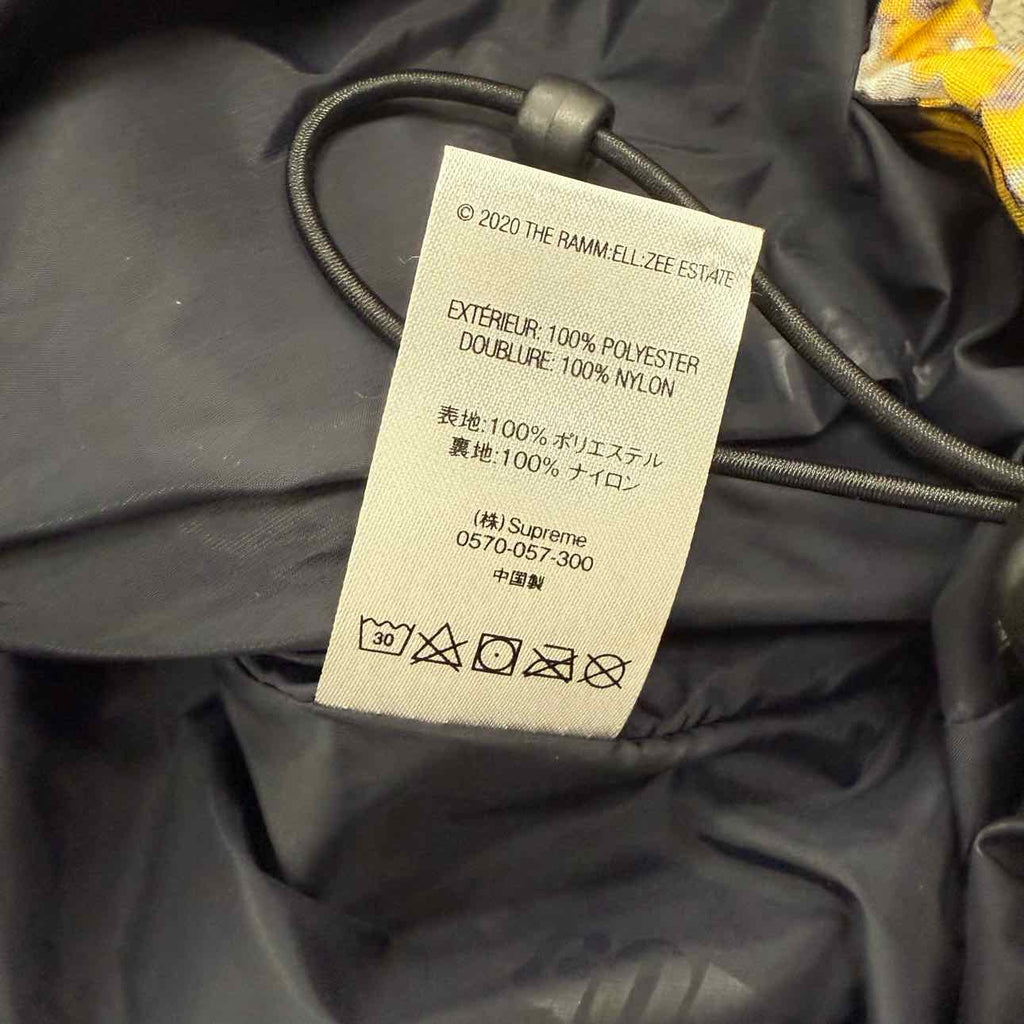 © 2020 THE RAMM:ELL:ZEE ESTATE
EXTÉRIEUR: 100% POLYESTER
DOUBLURE: 100% NYLON
表地:100% ポリエステル
裏地:100% ナイロン
(株) Supreme
0570-057-300
中国製
30